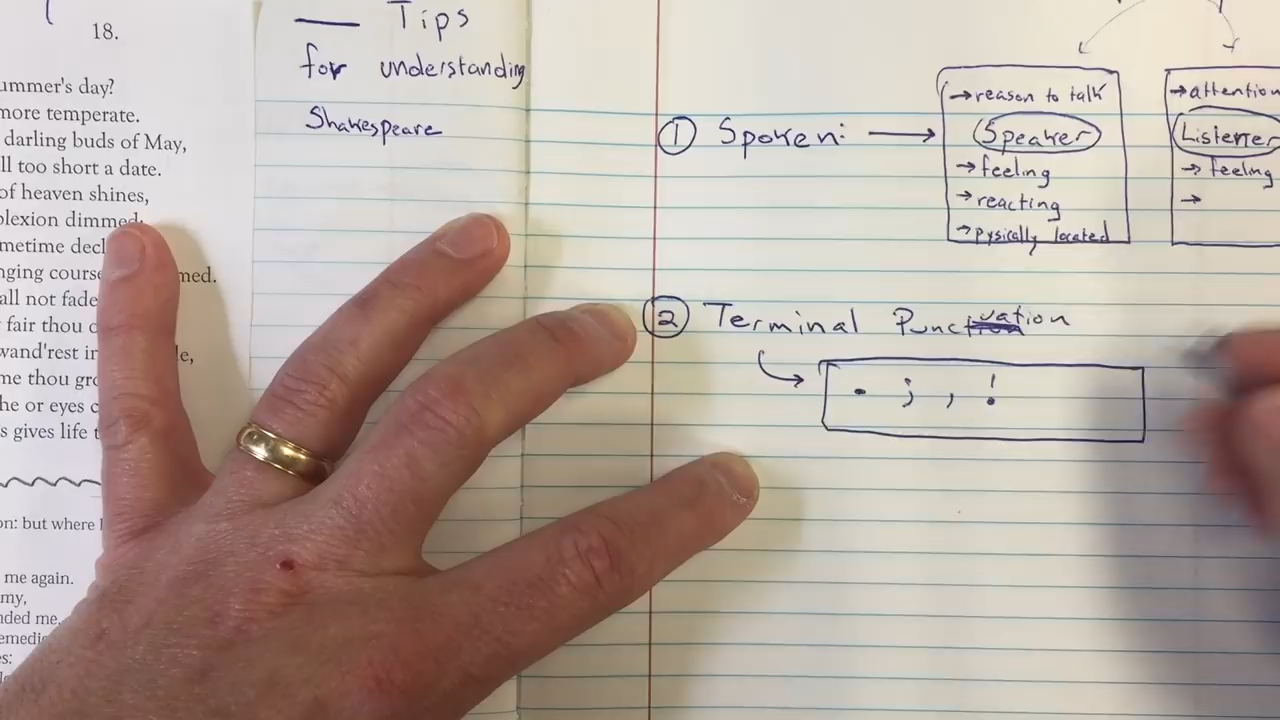 18.
ummer's day?
more temperate.
darling buds of May,
ll too short a date.
of heaven shines,
plexion dimmed;
metime decl
nging course med.
all not fade
fair thou
wand'rest in e,
me thou gro
he or eyes
s gives life t
on: but where
me again.
my,
nded me.
emedi
es:
Tips
for understanding
Shakespeare
① Spoken: →
→ reason to talk
Speaker
→ feeling
→ reacting
→ pysically located
→ attention
Listener
→ feeling
→
② Terminal Punctuation
. ; , !